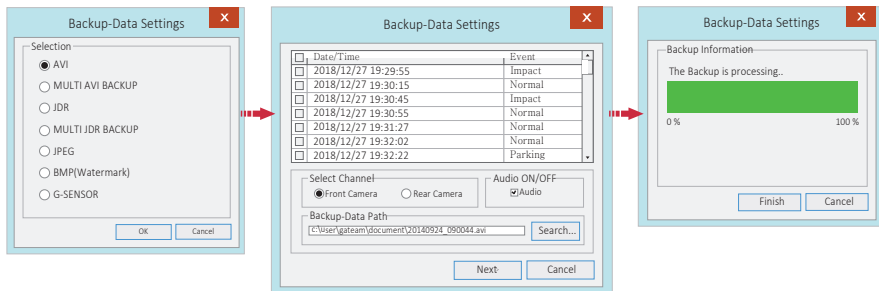 Backup-Data Settings
X
Selection
AVI
MULTI AVI BACKUP
JDR
MULTI JDR BACKUP
JPEG
BMP(Watermark)
G-SENSOR
OK
Cancel
Backup-Data Settings
X
Date/Time Event
2018/12/27 19:29:55 Impact
2018/12/27 19:30:15 Normal
2018/12/27 19:30:45 Impact
2018/12/27 19:30:55 Normal
2018/12/27 19:31:27 Normal
2018/12/27 19:32:02 Normal
2018/12/27 19:32:22 Parking
Select Channel
Front Camera Rear Camera
Audio ON/OFF
Audio
Backup-Data Path
C:\User\gateam\document\20140924_090044.avi
Search...
Next
Cancel
Backup-Data Settings
X
Backup Information
The Backup is processing..
0 % 100 %
Finish
Cancel